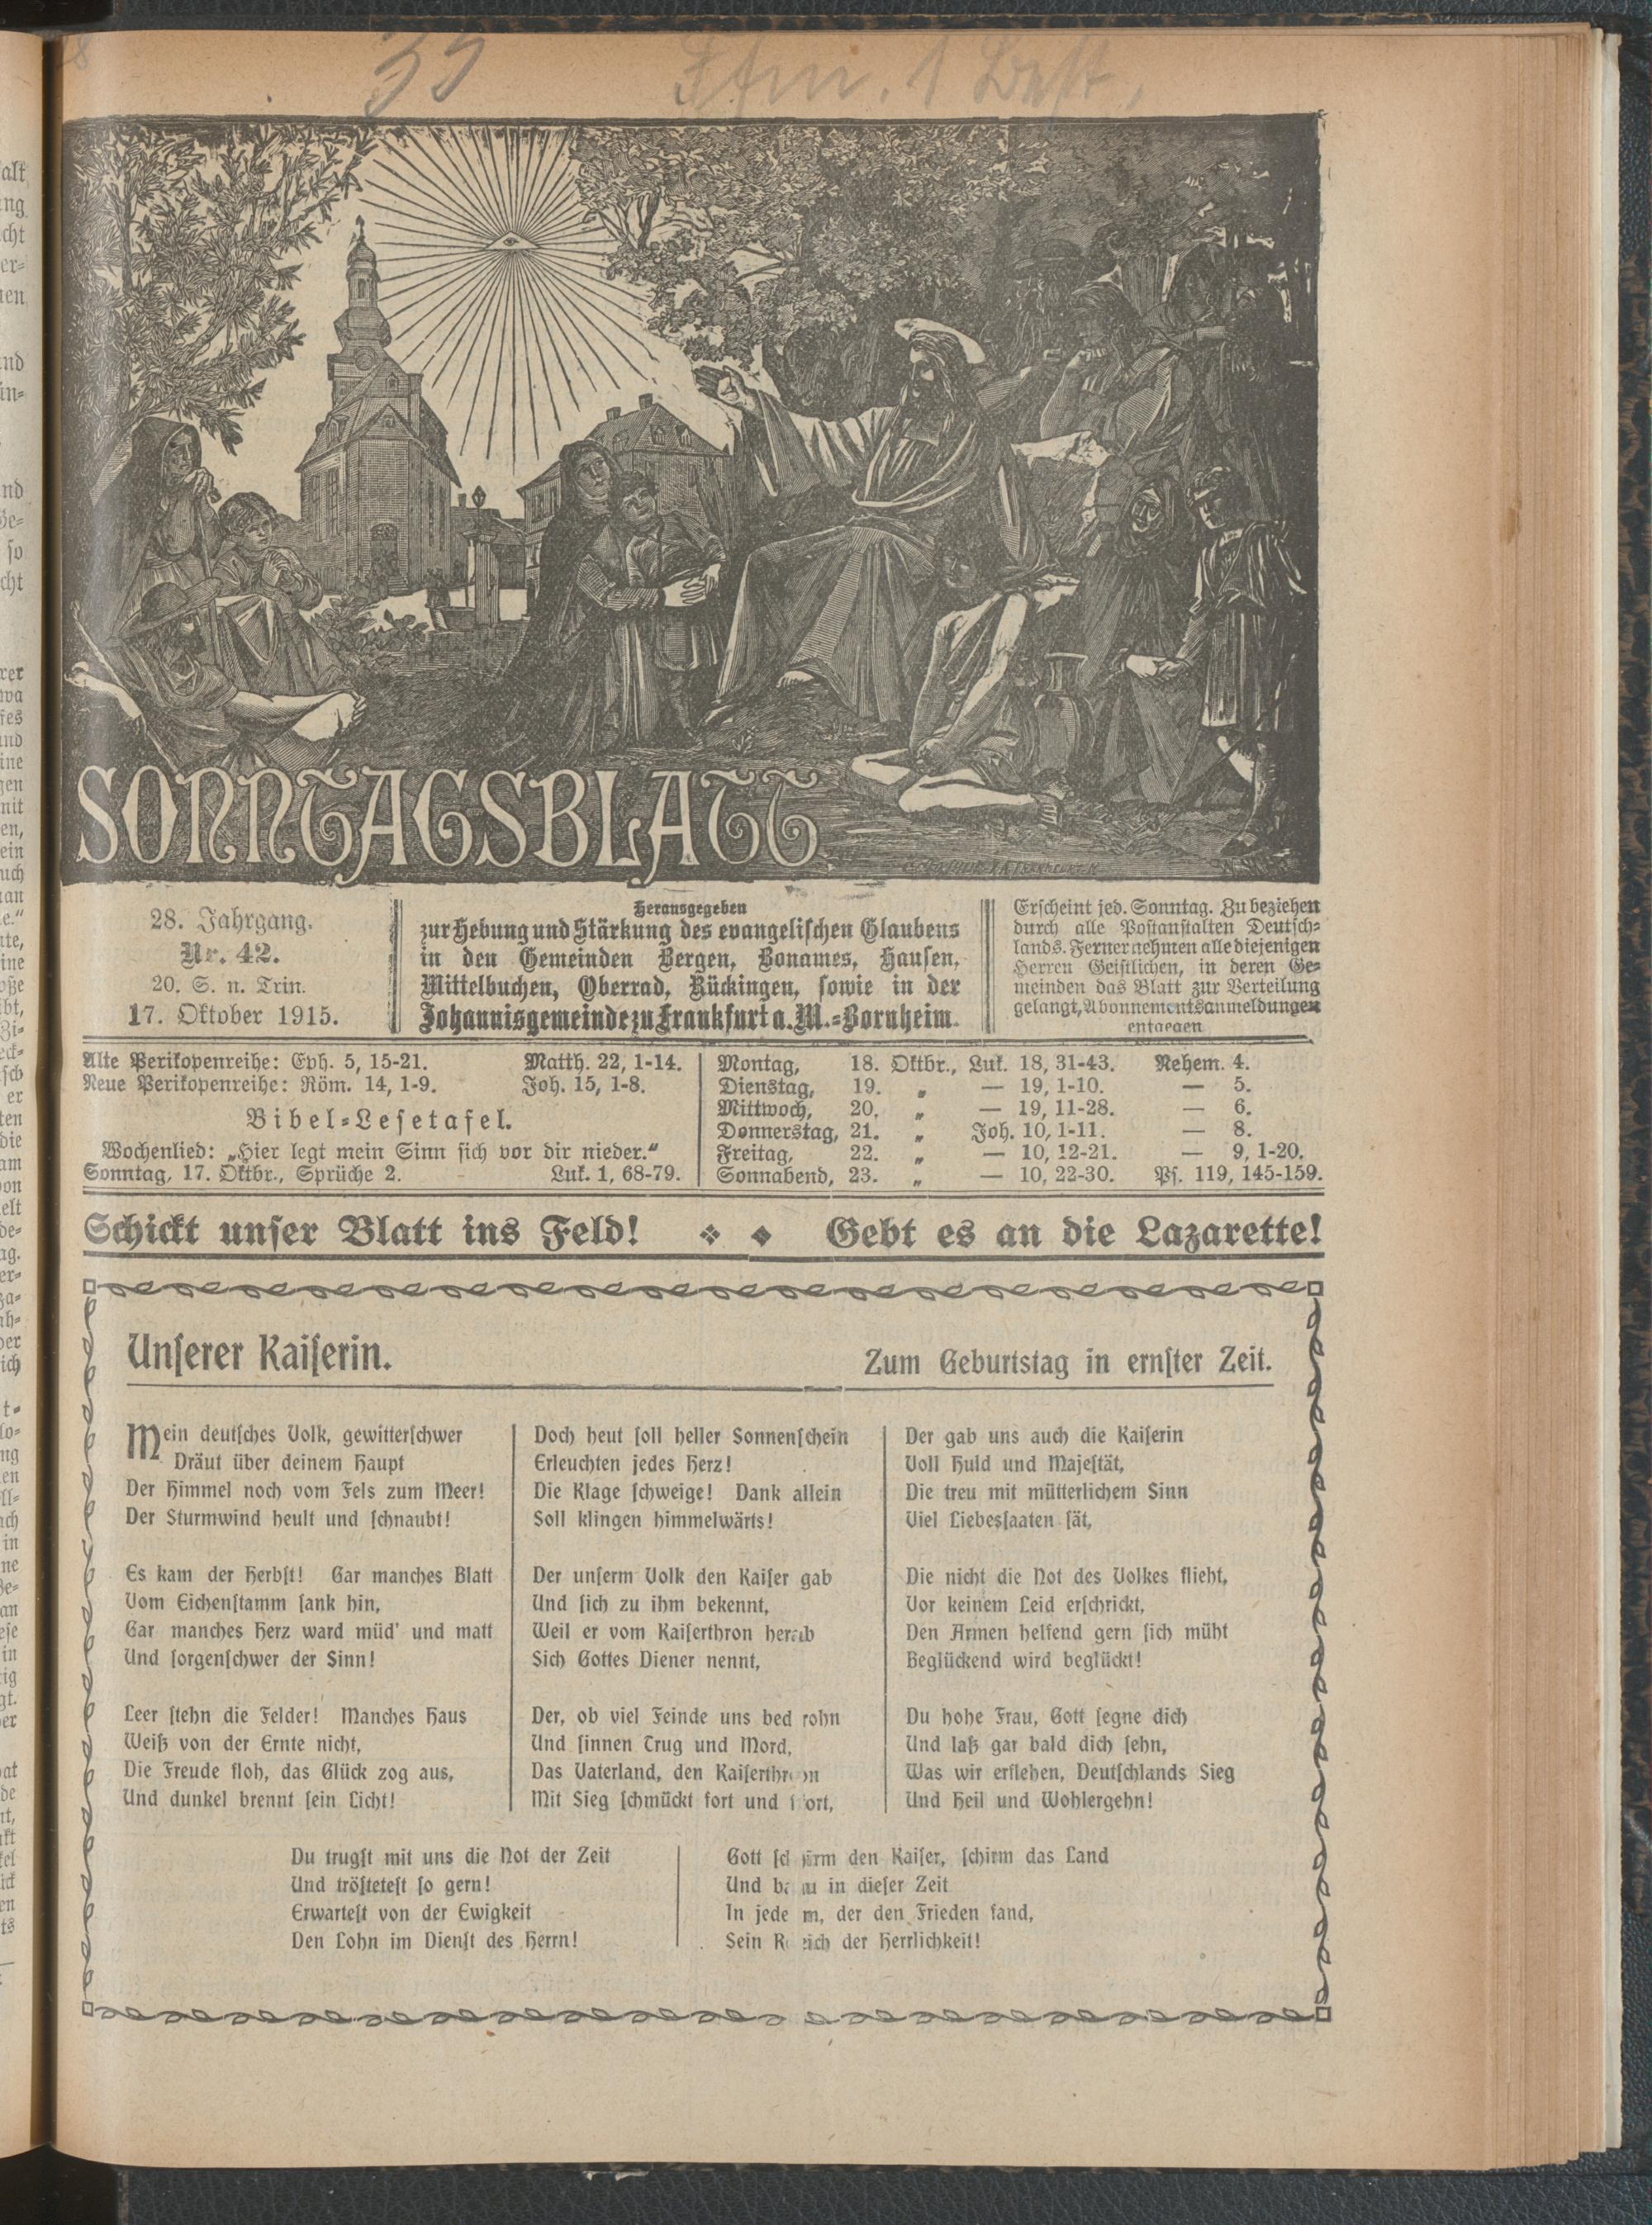 35
SONNTAGSBLATT
28. Jahrgang.
Nr. 42.
20. S. n. Trin.
17. Oktober 1915.
Herausgegeben
zur Hebung und Stärkung des evangelischen Glaubens
in den Gemeinden Bergen, Bonames, Hausen,
Mittelbuchen, Oberrad, Rückingen, sowie in der
Johannisgemeinde zu Frankfurt a. M.-Bornheim.
Erscheint jed. Sonntag. Zu beziehen
durch alle Postanstalten Deutsch-
lands. Ferner nehmen alle diejenigen
Herren Geistlichen, in deren Ge-
meinden das Blatt zur Verteilung
gelangt, Abonnementsanmeldungen
entgegen
Alte Perikopenreihe: Eph. 5, 15-21. Matth. 22, 1-14.
Neue Perikopenreihe: Röm. 14, 1-9. Joh. 15, 1-8.
Bibel-Lesetafel.
Wochenlied: „Hier legt mein Sinn sich vor dir nieder.“
Sonntag, 17. Oktbr., Sprüche 2. Luk. 1, 68-79.
Montag, 18. Oktbr., Luk. 18, 31-43. Nehem. 4.
Dienstag, 19. „ — 19, 1-10. — 5.
Mittwoch, 20. „ — 19, 11-28. — 6.
Donnerstag, 21. „ Joh. 10, 1-11. — 8.
Freitag, 22. „ — 10, 12-21. — 9, 1-20.
Sonnabend, 23. „ — 10, 22-30. Ps. 119, 145-159.
Schickt unser Blatt ins Feld! Gebt es an die Lazarette!
Unserer Kaiserin.
Zum Geburtstag in ernster Zeit.
Mein deutsches Volk, gewitterschwer
Dräut über deinem Haupt
Der Himmel noch vom Fels zum Meer!
Der Sturmwind heult und schnaubt!
Es kam der Herbst! Gar manches Blatt
Vom Eichenstamm sank hin,
Gar manches Herz ward müd' und matt
Und sorgenschwer der Sinn!
Leer stehn die Felder! Manches Haus
Weiß von der Ernte nicht,
Die Freude floh, das Glück zog aus,
Und dunkel brennt sein Licht!
Doch heut soll heller Sonnenschein
Erleuchten jedes Herz!
Die Klage schweige! Dank allein
Soll klingen himmelwärts!
Der unserm Volk den Kaiser gab
Und sich zu ihm bekennt,
Weil er vom Kaiserthron herab
Sich Gottes Diener nennt,
Der, ob viel Feinde uns bedrohn
Und sinnen Trug und Mord,
Das Vaterland, den Kaiserthron
Mit Sieg schmückt fort und fort,
Der gab uns auch die Kaiserin
Voll Huld und Majestät,
Die treu mit mütterlichem Sinn
Viel Liebessaaten sät,
Die nicht die Not des Volkes flieht,
Vor keinem Leid erschrickt,
Den Armen helfend gern sich müht
Beglückend wird beglückt!
Du hohe Frau, Gott segne dich
Und laß gar bald dich sehn,
Was wir erflehen, Deutschlands Sieg
Und Heil und Wohlergehn!
Du trugst mit uns die Not der Zeit
Und tröstetest so gern!
Erwartest von der Ewigkeit
Den Lohn im Dienst des Herrn!
Gott schirm den Kaiser, schirm das Land
Und bau in dieser Zeit
In jedem, der den Frieden fand,
Sein Reich der Herrlichkeit!